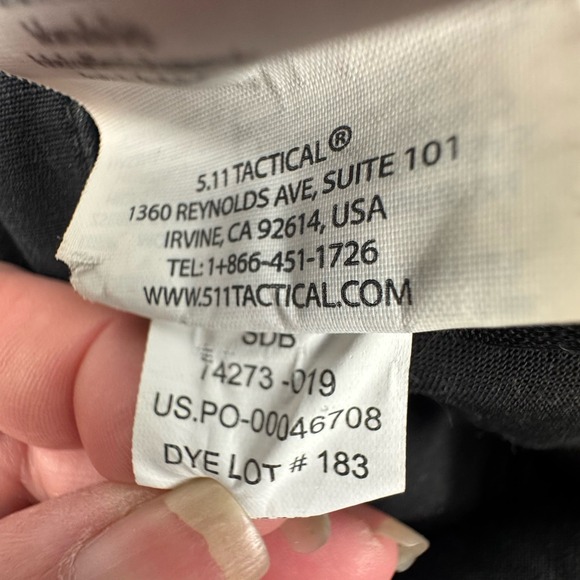 5.11 TACTICAL®
1360 REYNOLDS AVE, SUITE 101
IRVINE, CA 92614, USA
TEL: 1+866-451-1726
WWW.511TACTICAL.COM
SDB
74273-019
US.PO-00046708
DYE LOT # 183